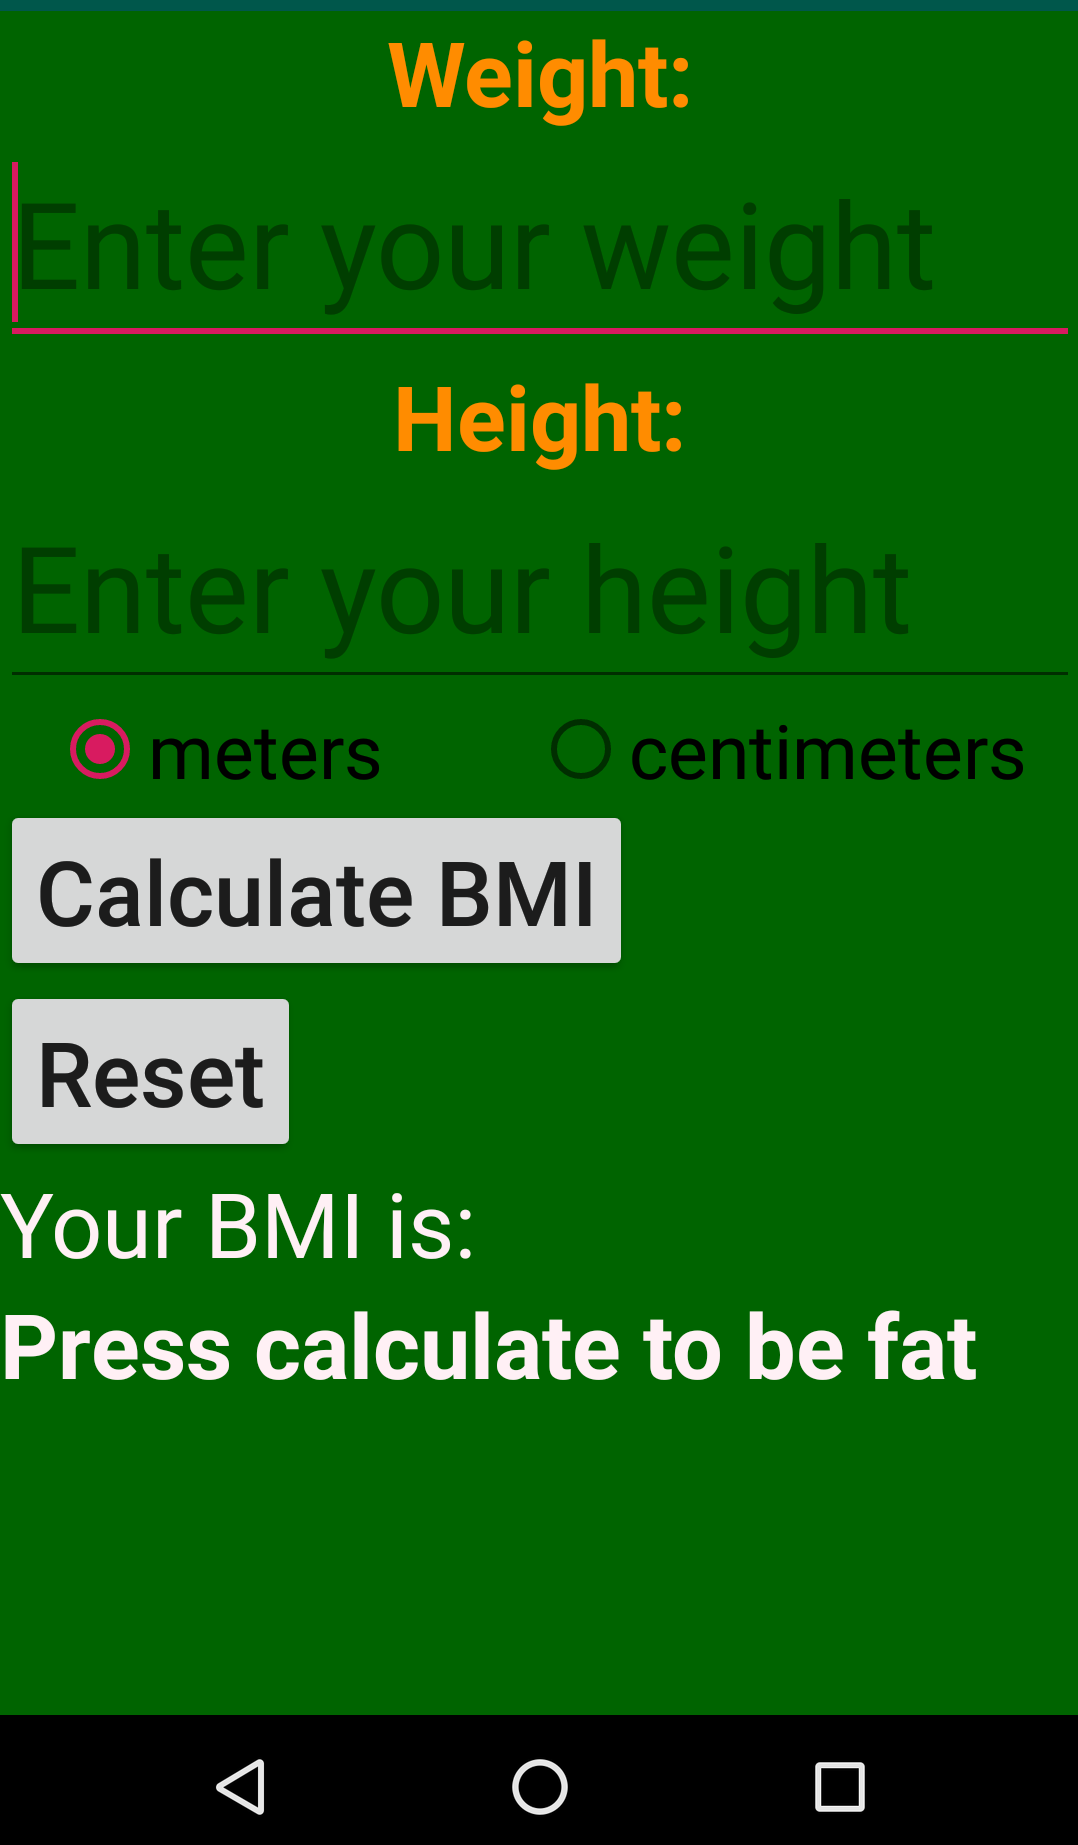 Weight:
Enter your weight
Height:
Enter your height
meters centimeters
Calculate BMI
Reset
Your BMI is:
Press calculate to be fat